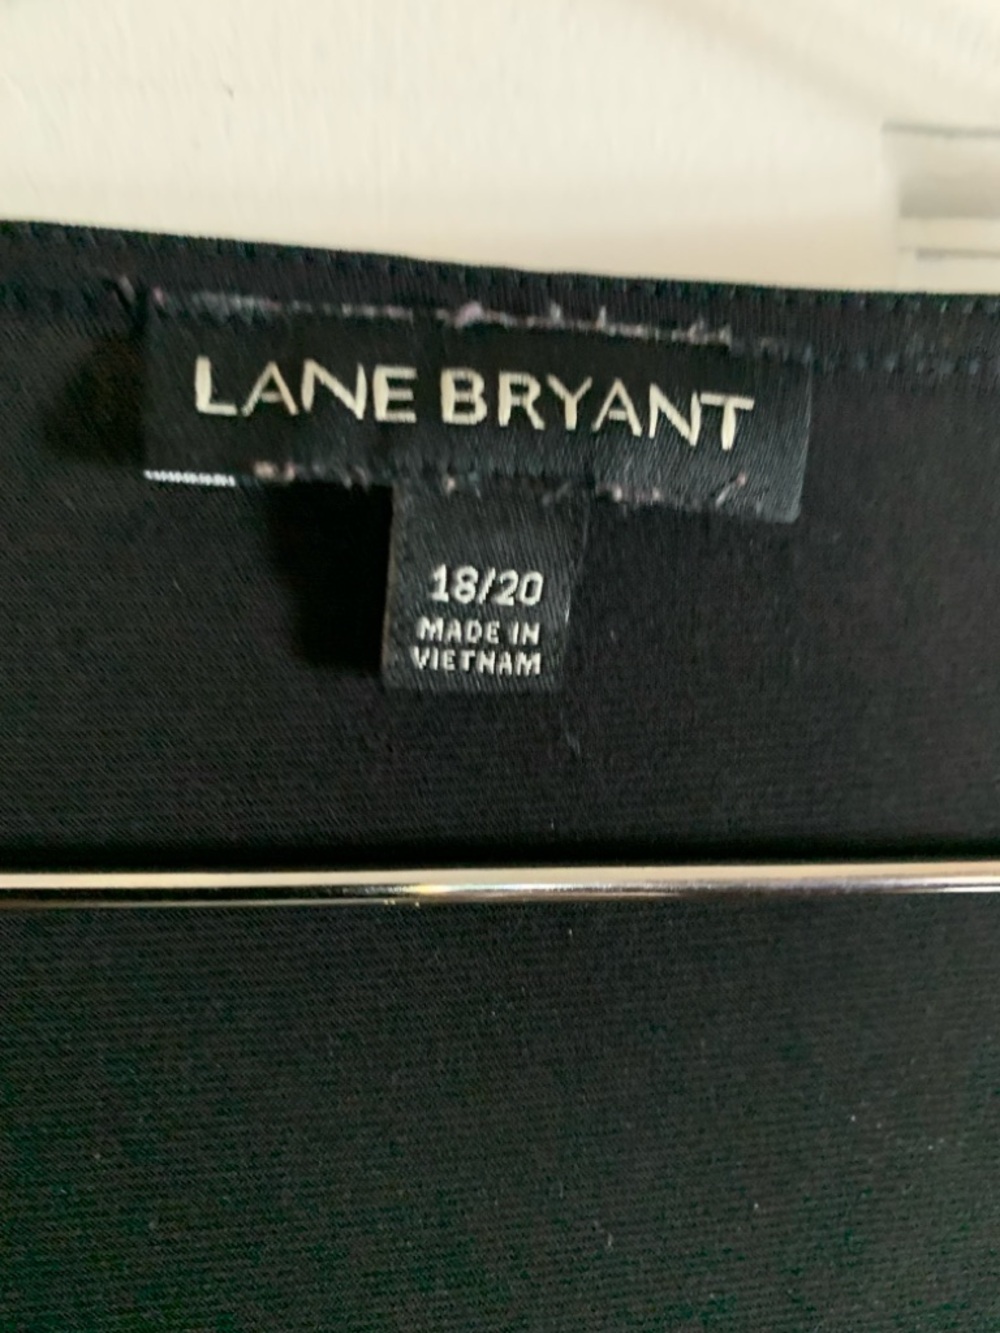 LANE BRYANT
18/20
MADE IN
VIETNAM